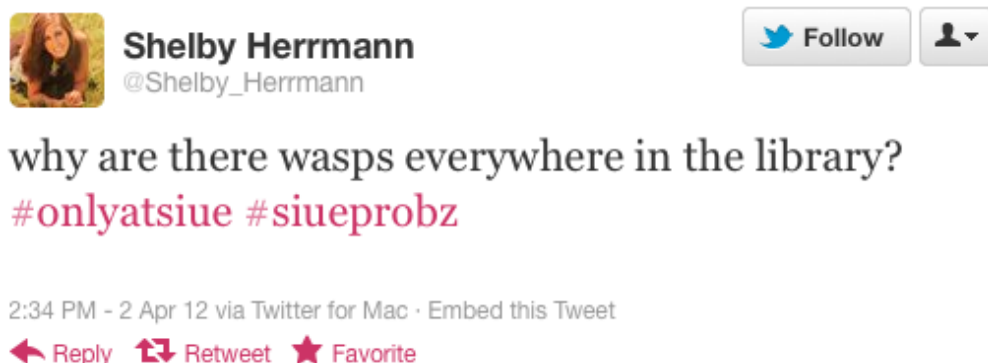 Shelby Herrmann
Follow
@Shelby_Herrmann
why are there wasps everywhere in the library?
#onlyatsiue #siueprobz
2:34 PM - 2 Apr 12 via Twitter for Mac · Embed this Tweet
Reply Retweet Favorite